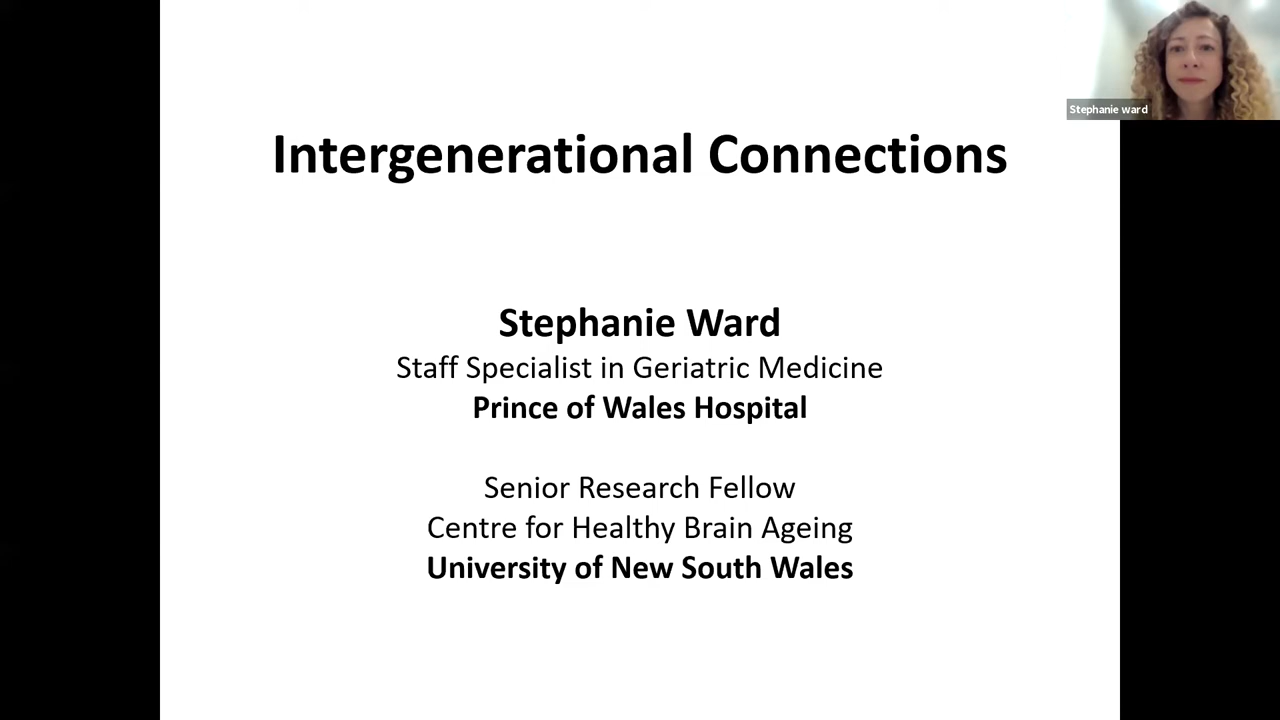 Stephanie ward
Intergenerational Connections
Stephanie Ward
Staff Specialist in Geriatric Medicine
Prince of Wales Hospital
Senior Research Fellow
Centre for Healthy Brain Ageing
University of New South Wales